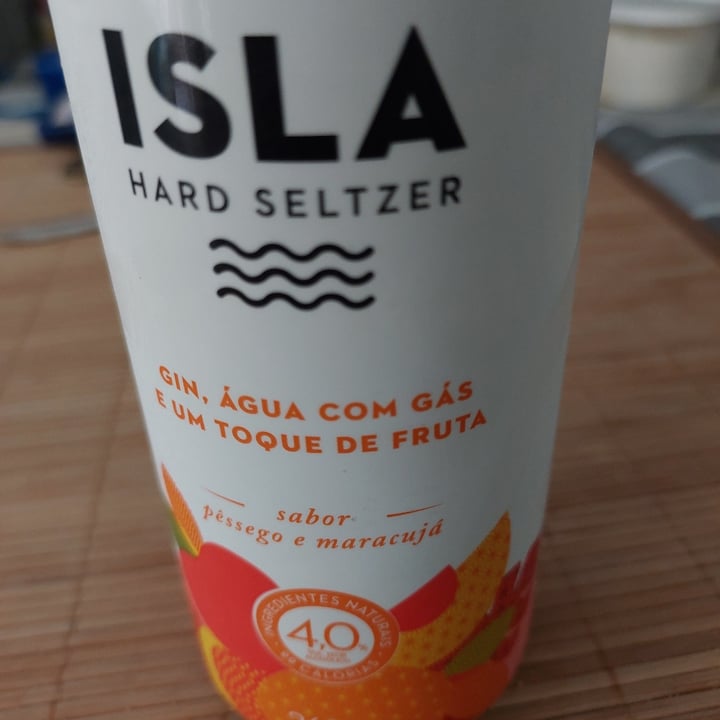 ISLA
HARD SELTZER
GIN, ÁGUA COM GÁS
E UM TOQUE DE FRUTA
sabor
pêssego e maracujá
INGREDIENTES NATURAIS
4,0%
99 CALORIAS